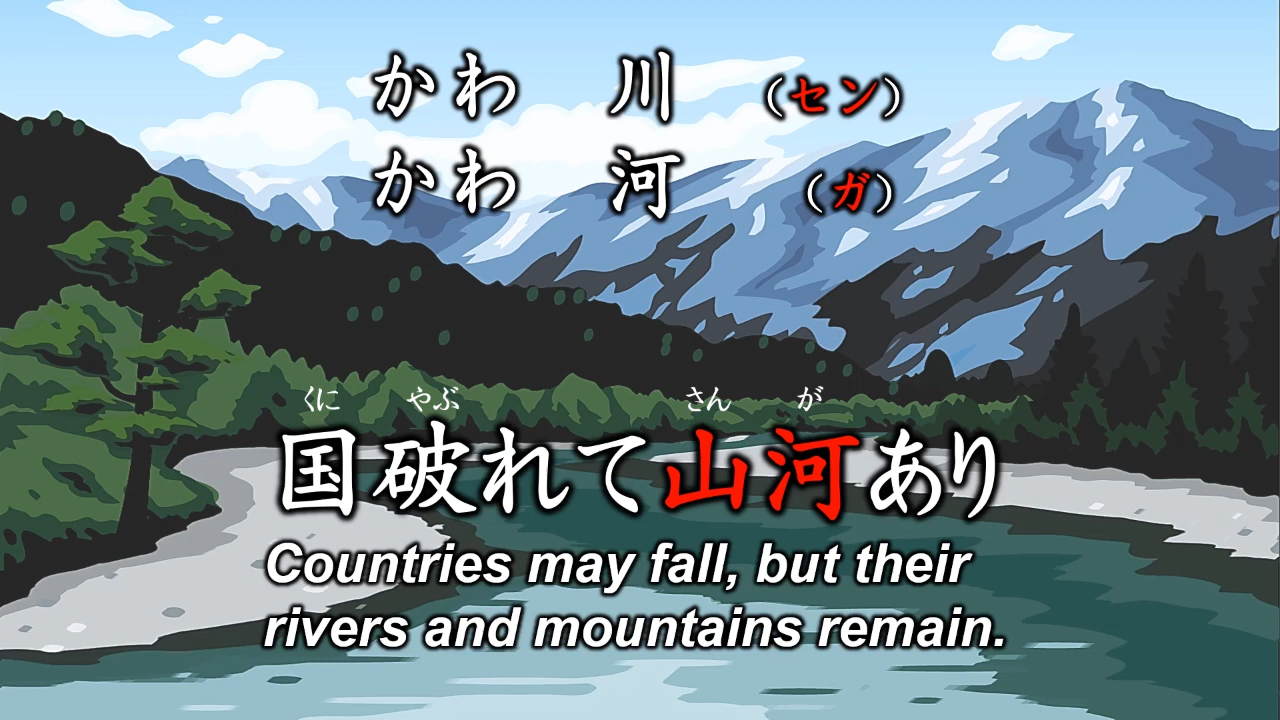 かわ 川 (セン)
かわ 河 (ガ)
くに やぶ さん が
国破れて山河あり
Countries may fall, but their
rivers and mountains remain.